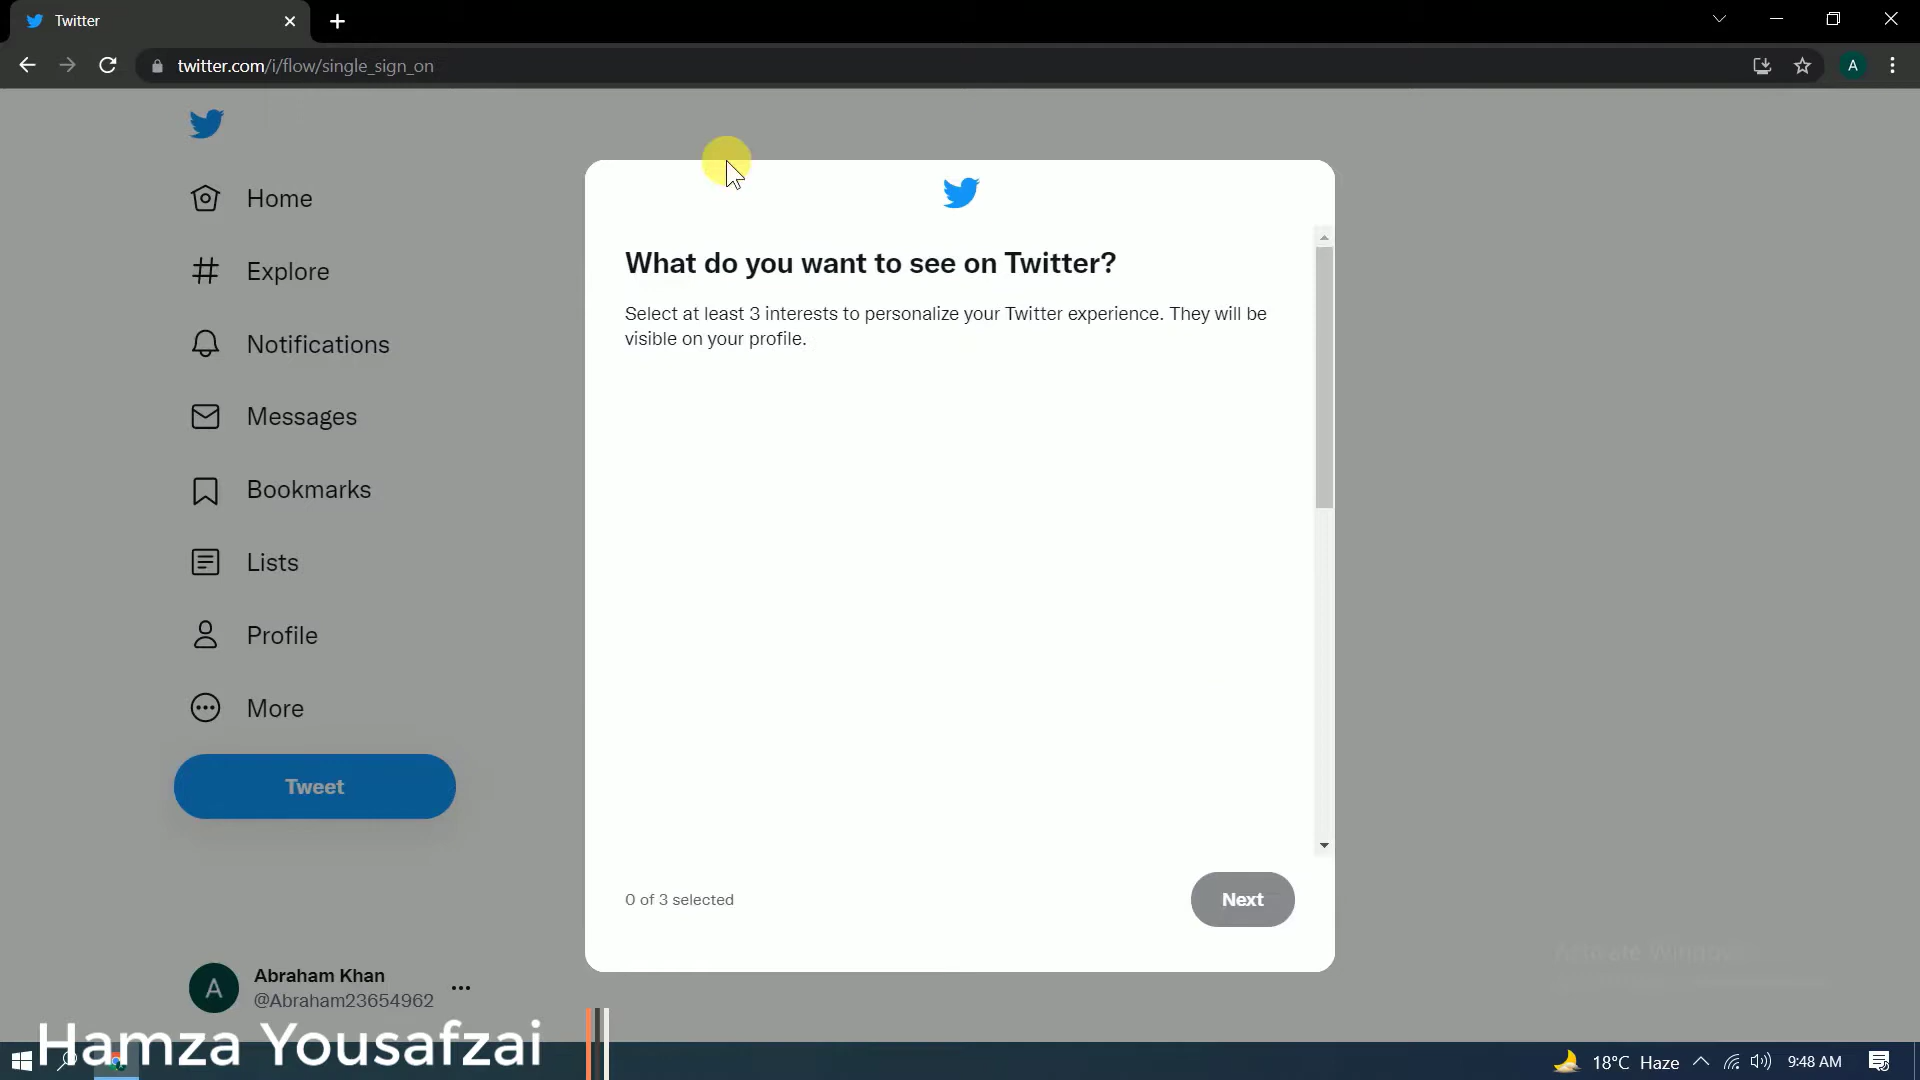 Twitter
twitter.com/i/flow/single_sign_on
A
Home
Explore
Notifications
Messages
Bookmarks
Lists
Profile
More
Tweet
What do you want to see on Twitter?
Select at least 3 interests to personalize your Twitter experience. They will be
visible on your profile.
0 of 3 selected
Next
Activate Windows
A
Abraham Khan
@Abraham23654962
Hamza Yousafzai
18°C Haze
9:48 AM